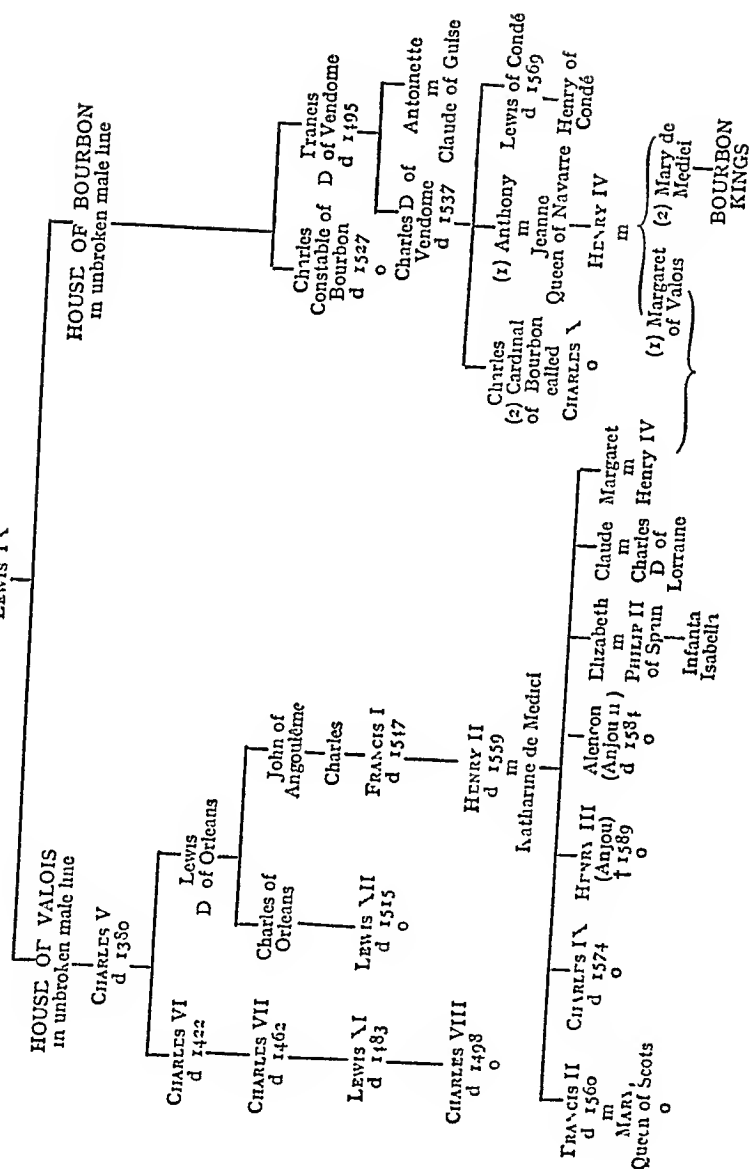 LEWIS IX
HOUSE OF VALOIS
in unbroken male line
HOUSE OF BOURBON
in unbroken male line
CHARLES V
d 1380
CHARLES VI
d 1422
Lewis
D of Orleans
CHARLES VII
d 1462
Charles of
Orleans
John of
Angoulême
LEWIS XI
d 1483
LEWIS XII
d 1515
o
Charles
CHARLES VIII
d 1498
o
FRANCIS I
d 1547
HENRY II
d 1559
m
Katharine de Medici
FRANCIS II
d 1560
m
MARY,
Queen of Scots
o
CHARLES IX
d 1574
o
HENRY III
(Anjou)
† 1589
o
Alencon
(Anjou 11)
d 1584
o
Elizabeth
m
PHILIP II
of Spain
Infanta
Isabella
Claude
m
Charles
D of
Lorraine
Margaret
m
Henry IV
Charles
Constable of
Bourbon
d 1527
o
Francis
D of Vendome
d 1495
Charles D of
Vendome
d 1537
Antoinette
m
Claude of Guise
Charles
(2) Cardinal
of Bourbon
called
CHARLES X
o
(1) Anthony
m
Jeanne
Queen of Navarre
Lewis of Condé
d 1569
Henry of
Condé
HENRY IV
m
(1) Margaret
of Valois
(2) Mary de
Medici
BOURBON
KINGS